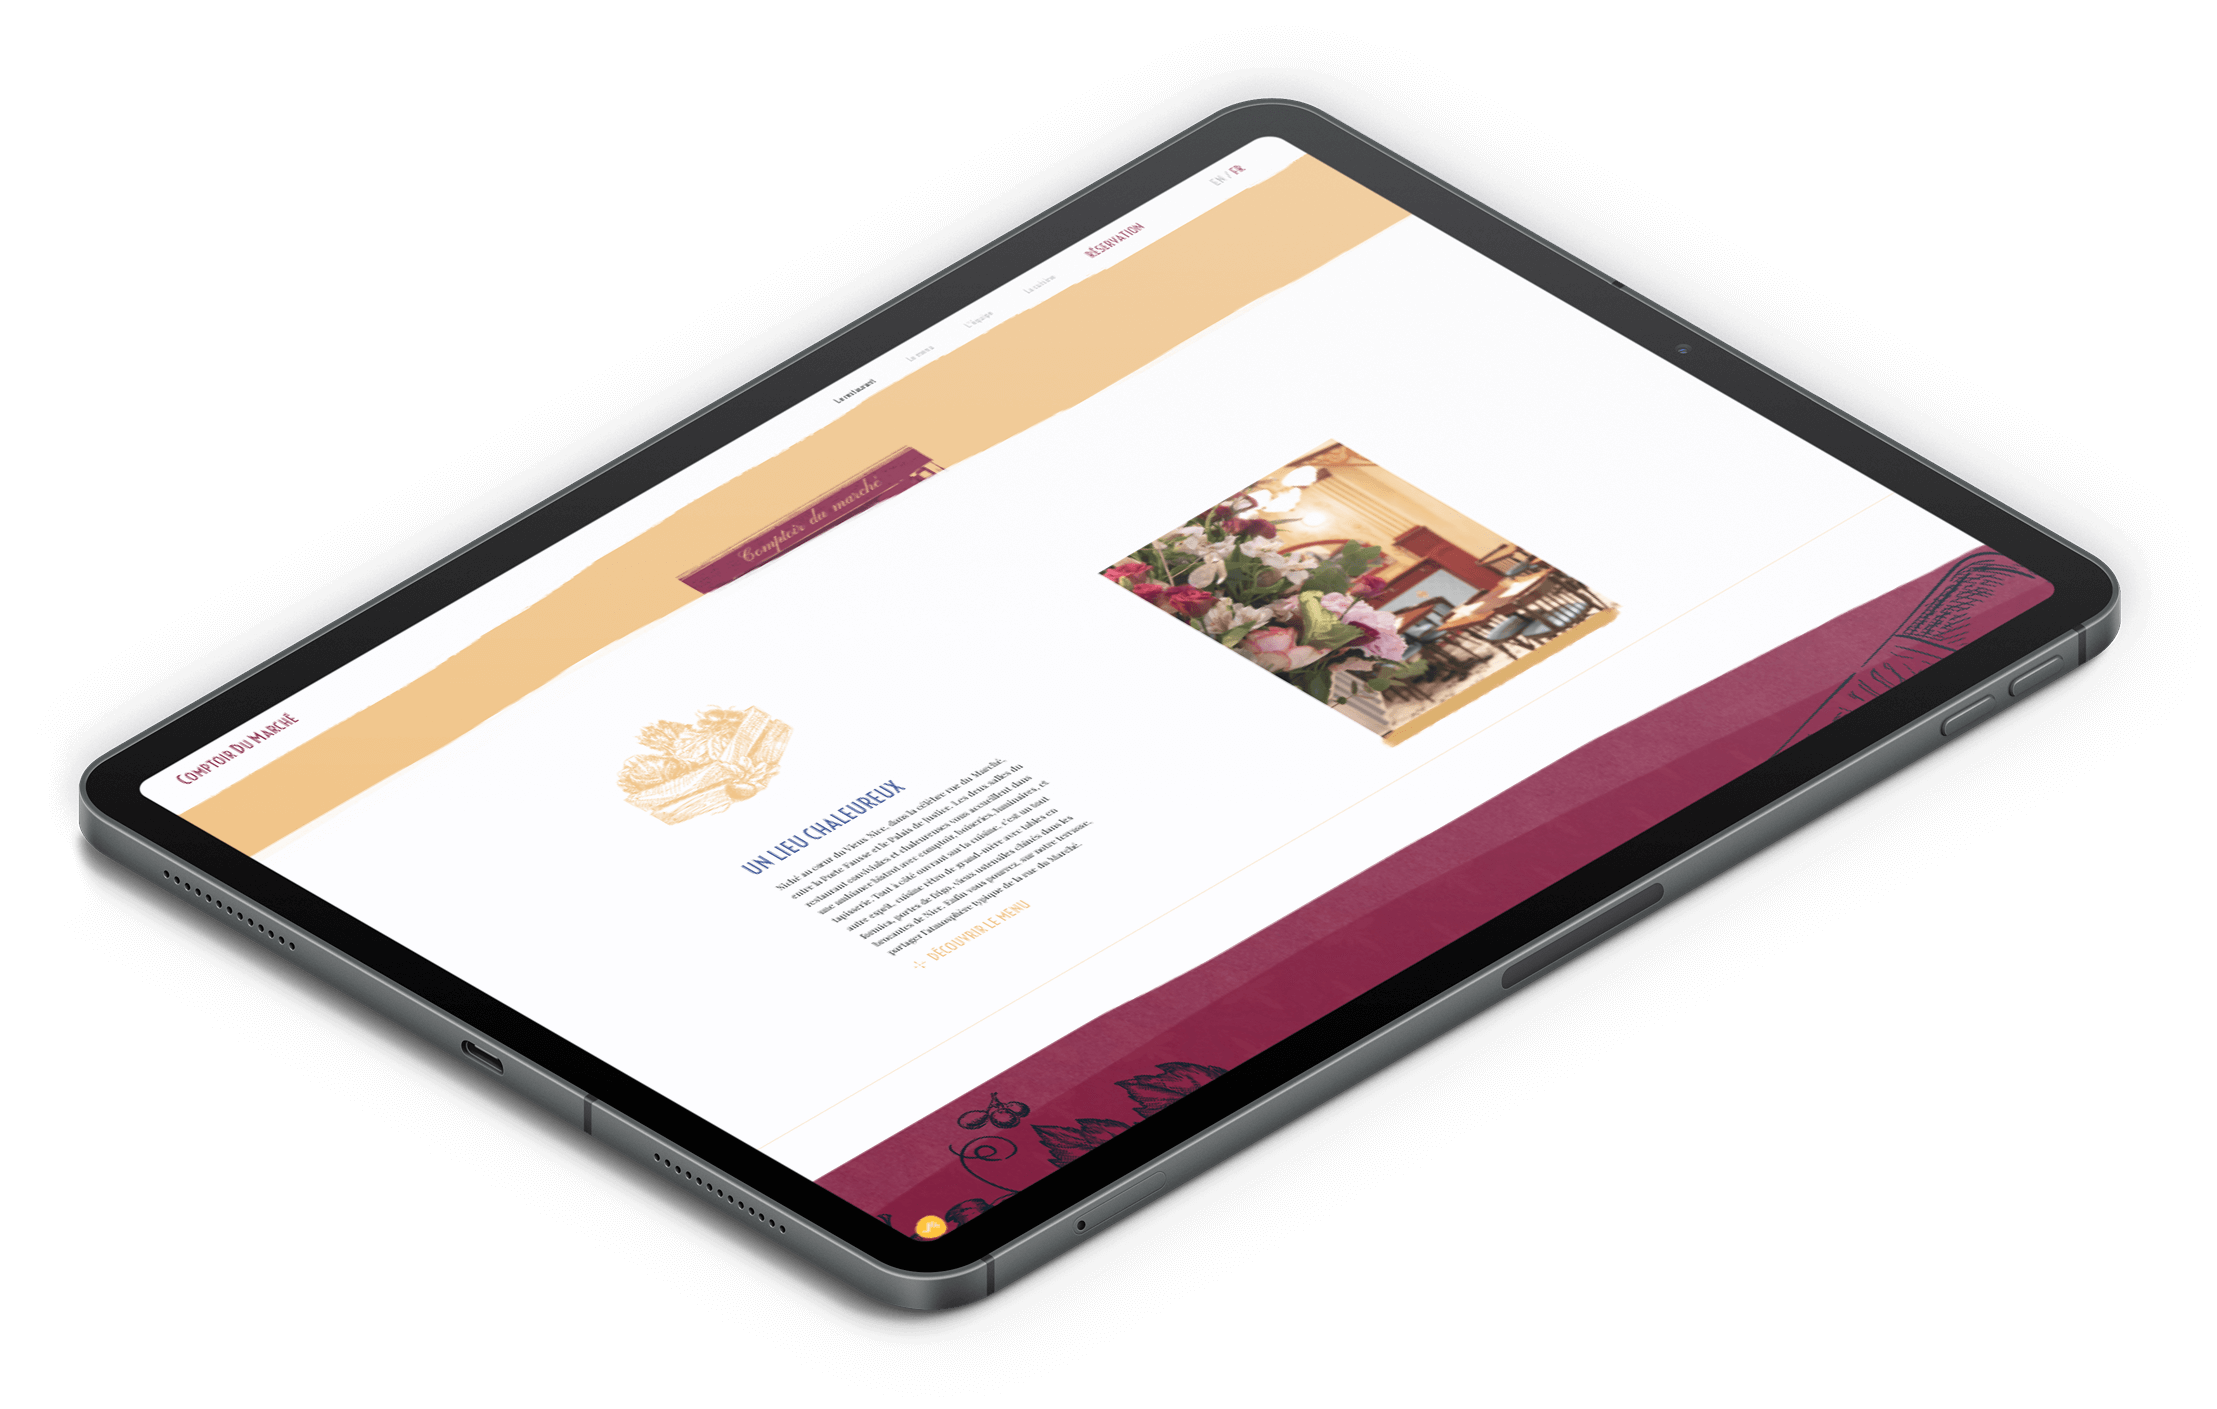 COMPTOIR DU MARCHÉ
Le restaurant
Le menu
L'équipe
La cuisine
RÉSERVATION
EN / FR
Comptoir du marché
UN LIEU CHALEUREUX
Niché au cœur du Vieux Nice, dans la célèbre rue du Marché,
entre la Porte Fausse et le Palais de Justice. Les deux salles du
restaurant conviviales et chaleureuses vous accueillent dans
une ambiance bistrot avec comptoir, boiseries, luminaires, et
tapisserie. Tout à côté ouvrant sur la cuisine, c'est un tout
autre esprit, cuisine rétro de grand-mère avec tables en
formica, portes de frigo, vieux ustensiles chinés dans les
brocantes de Nice. Enfin vous pourrez, sur notre terrasse,
partager l'atmosphère typique de la rue du Marché.
DÉCOUVRIR LE MENU